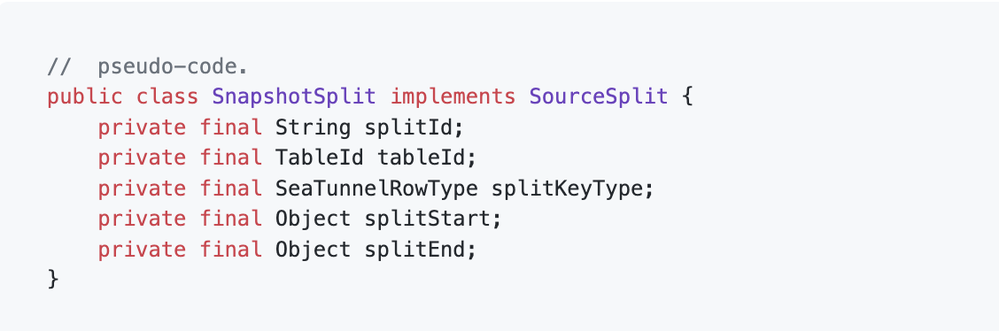 //  pseudo-code.
public class SnapshotSplit implements SourceSplit {
    private final String splitId;
    private final TableId tableId;
    private final SeaTunnelRowType splitKeyType;
    private final Object splitStart;
    private final Object splitEnd;
}